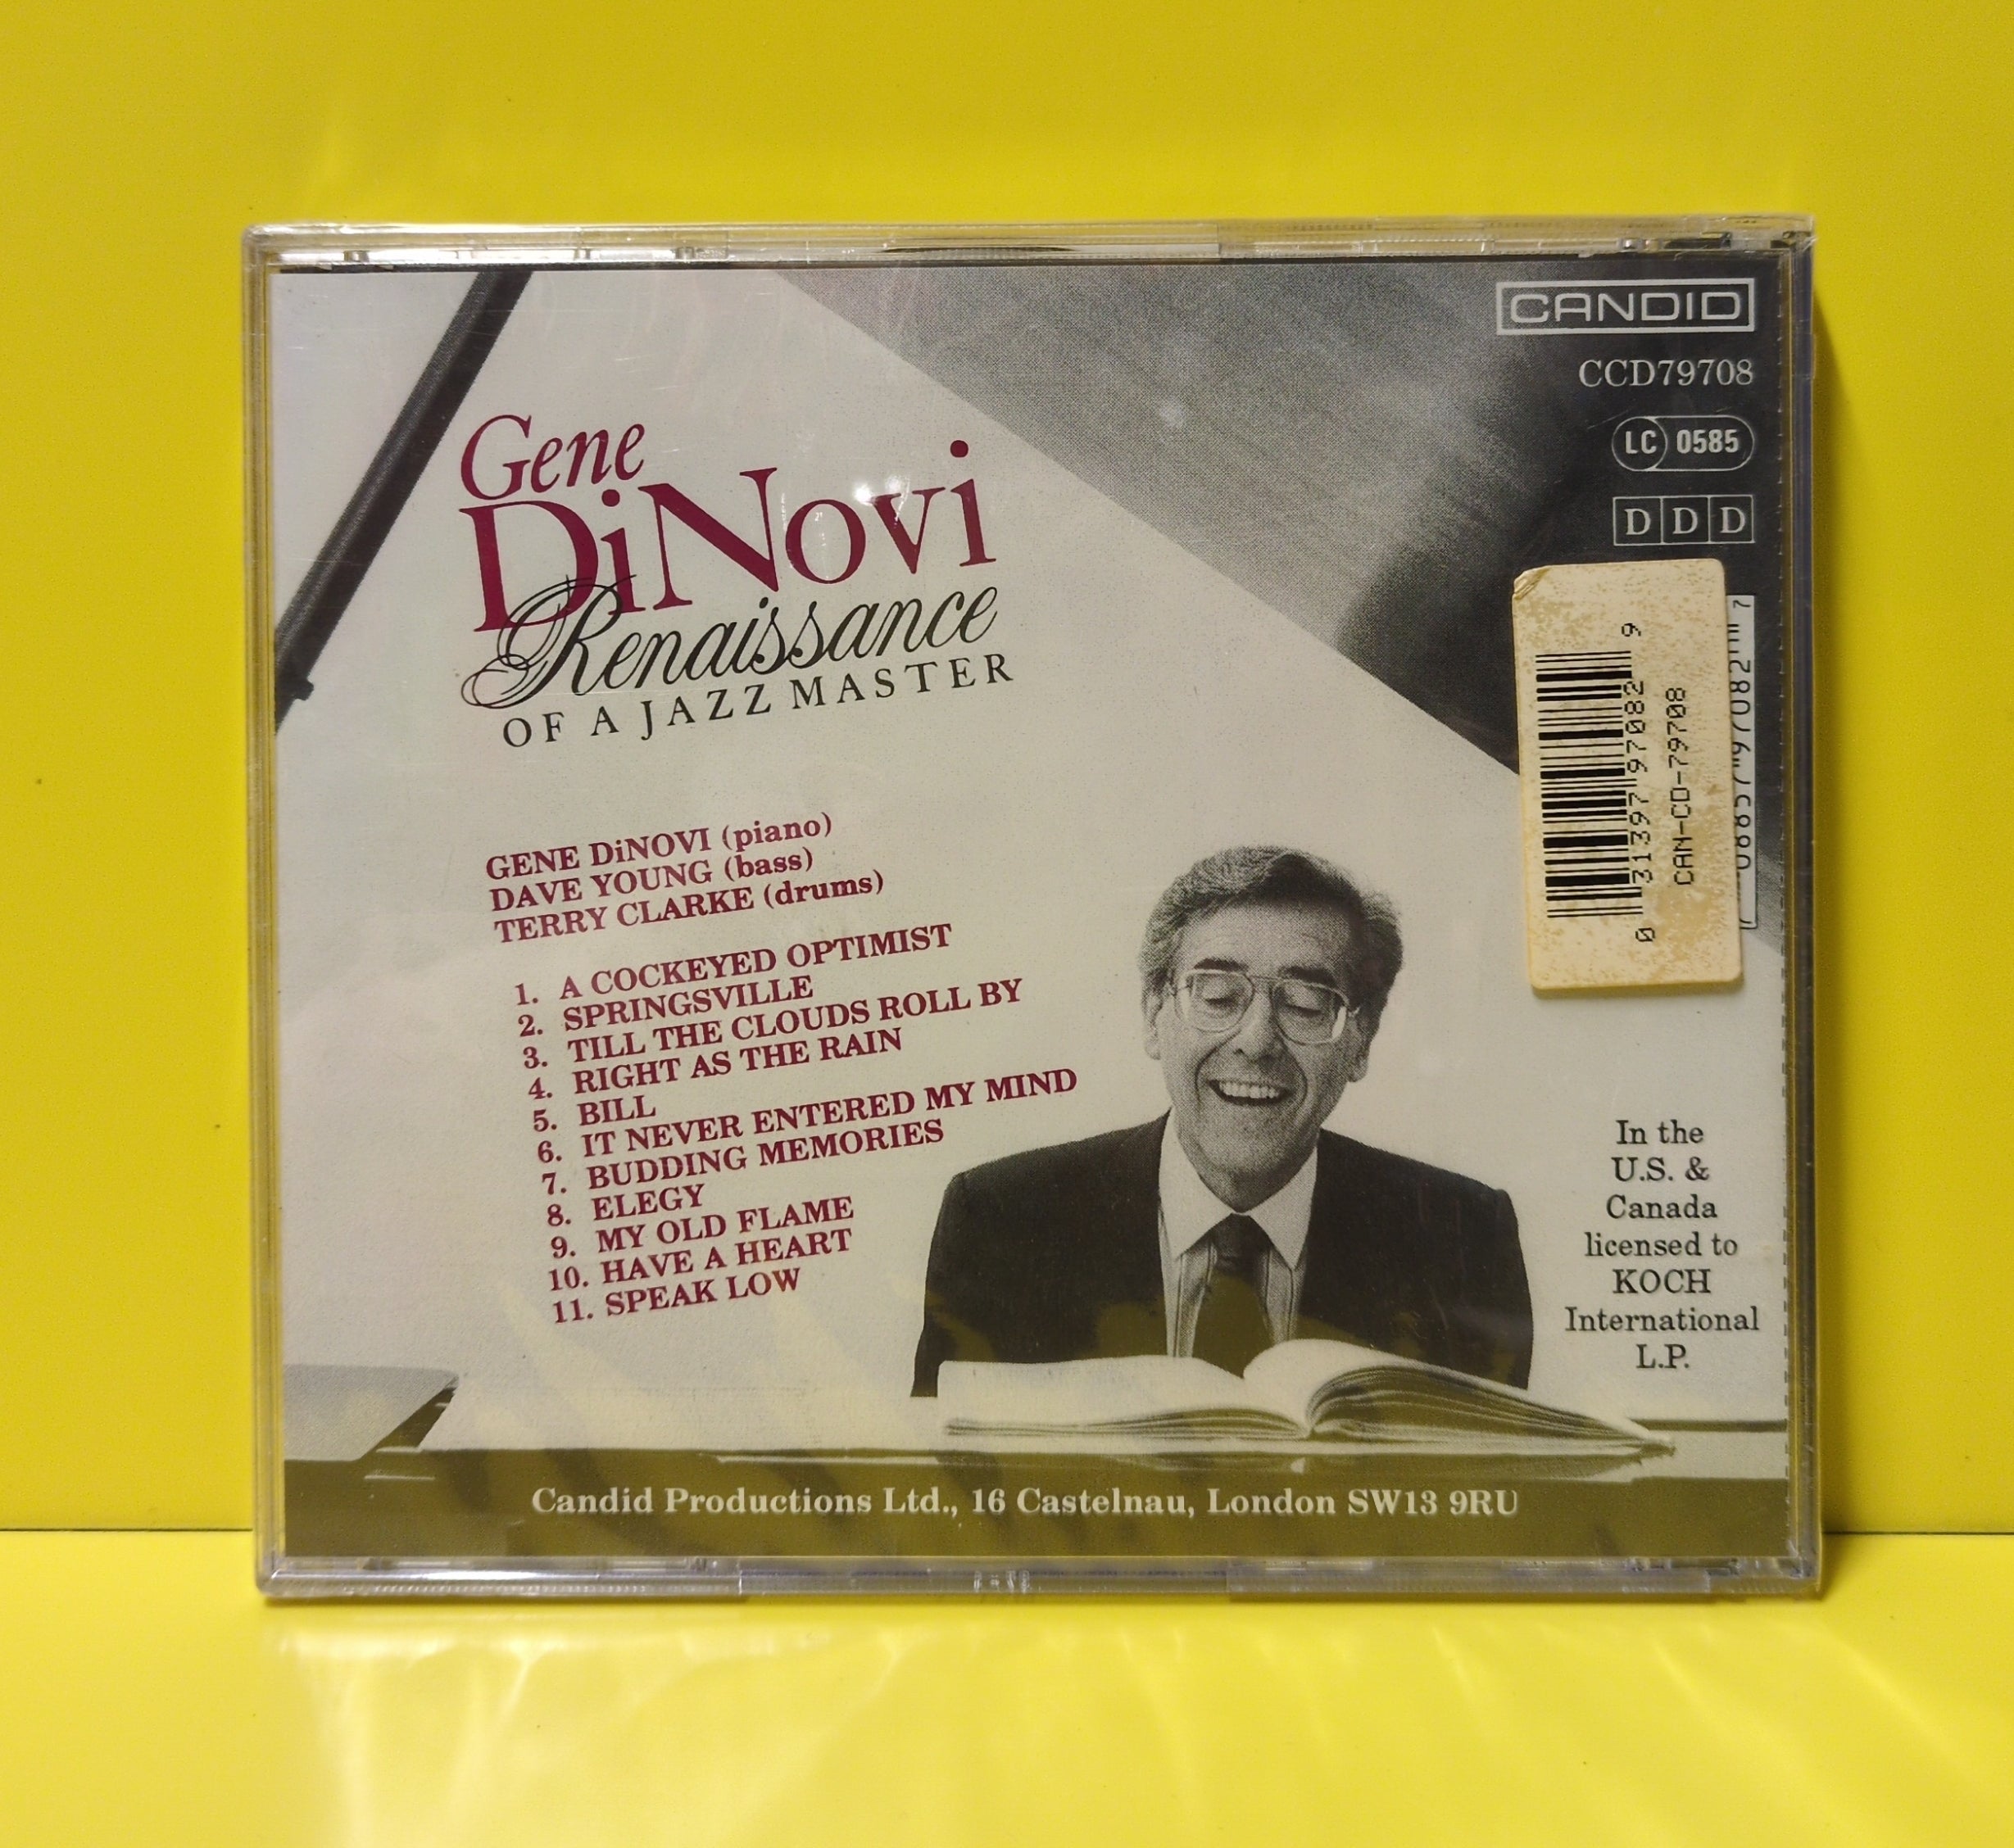 CANDID
CCD79708
LC 0585
DDD
Gene
DiNovi
Renaissance
OF A JAZZ MASTER
0 31397 97082 9
CAN-CD-79708
GENE DiNOVI (piano)
DAVE YOUNG (bass)
TERRY CLARKE (drums)
1. A COCKEYED OPTIMIST
2. SPRINGSVILLE
3. TILL THE CLOUDS ROLL BY
4. RIGHT AS THE RAIN
5. BILL
6. IT NEVER ENTERED MY MIND
7. BUDDING MEMORIES
8. ELEGY
9. MY OLD FLAME
10. HAVE A HEART
11. SPEAK LOW
In the
U.S. &
Canada
licensed to
KOCH
International
L.P.
Candid Productions Ltd., 16 Castelnau, London SW13 9RU